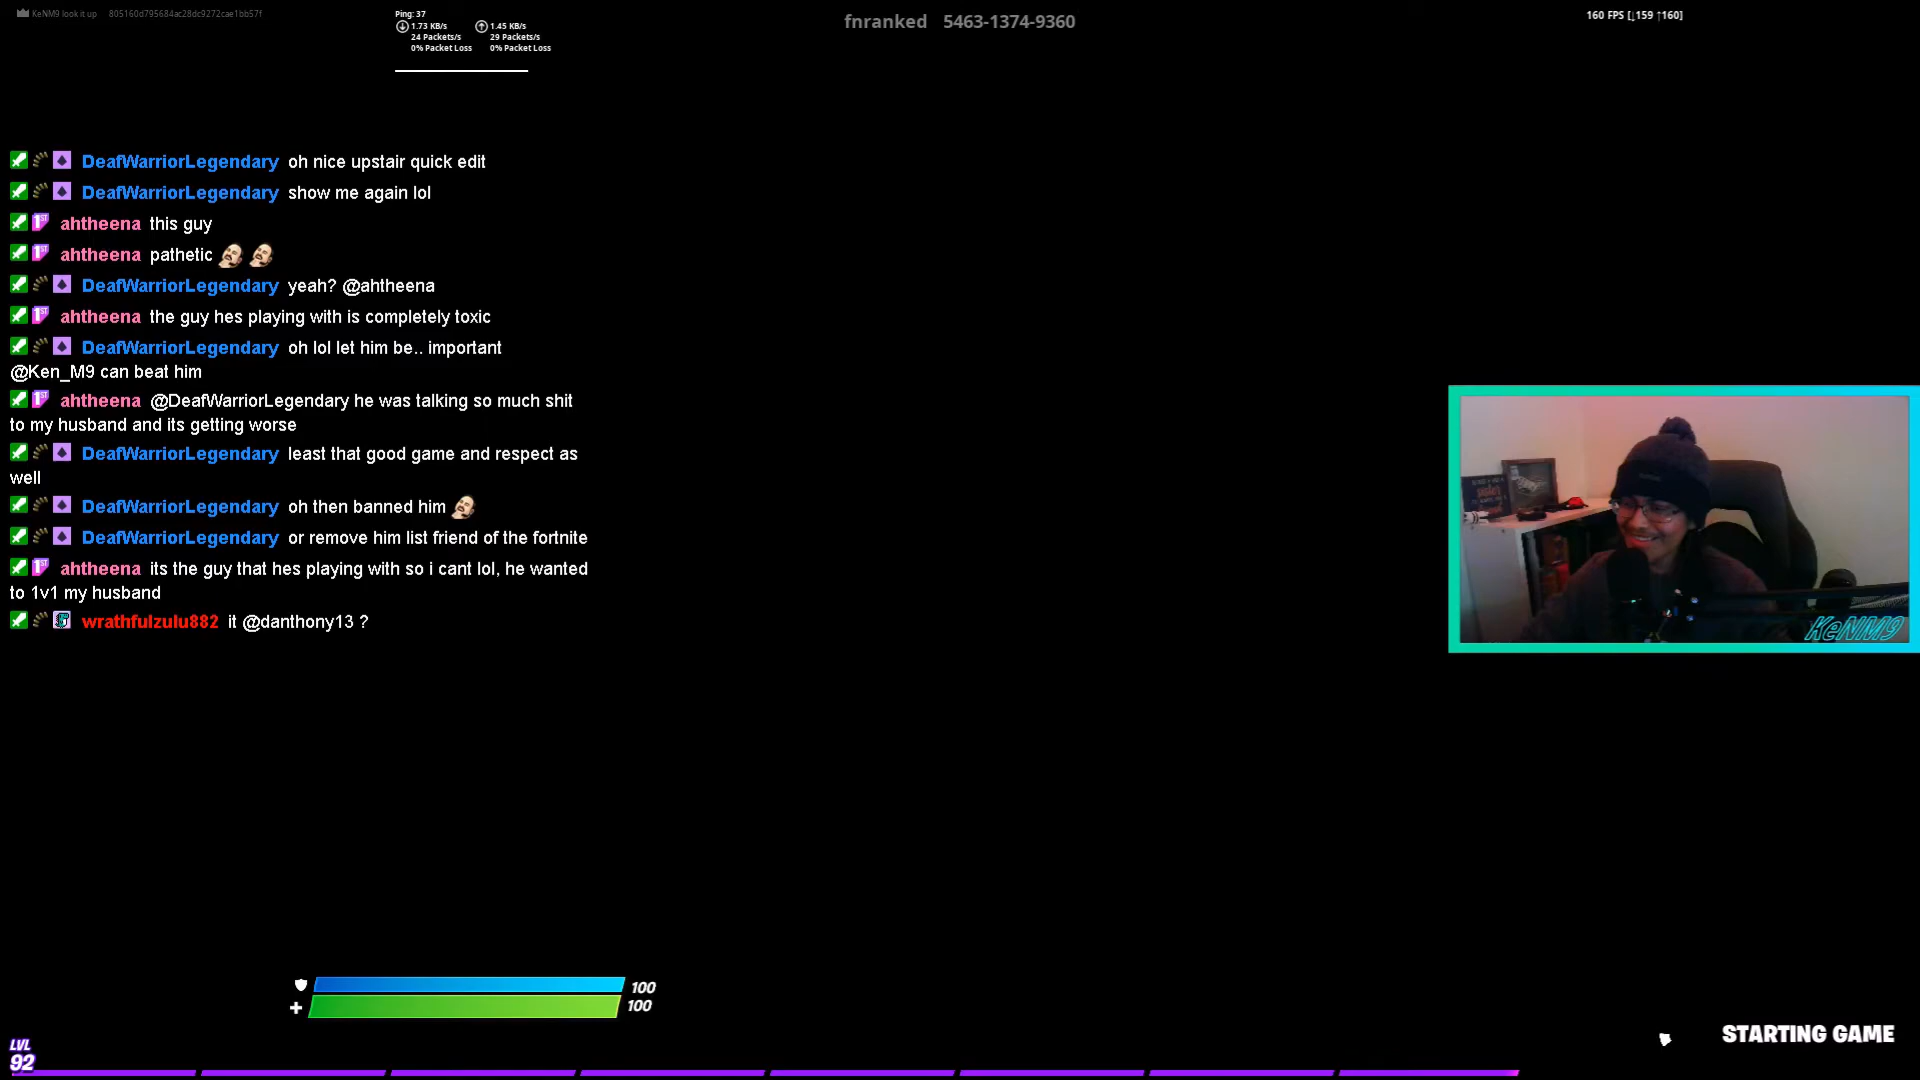 KeNM9 look it up 805160d795684ac28dc9272cae1bb57f
Ping: 37
1.73 KB/s 1.45 KB/s
24 Packets/s 29 Packets/s
0% Packet Loss 0% Packet Loss
fnranked 5463-1374-9360
160 FPS [↓159 ↑160]
DeafWarriorLegendary oh nice upstair quick edit
DeafWarriorLegendary show me again lol
1ST ahtheena this guy
1ST ahtheena pathetic
DeafWarriorLegendary yeah? @ahtheena
1ST ahtheena the guy hes playing with is completely toxic
DeafWarriorLegendary oh lol let him be.. important
@Ken_M9 can beat him
1ST ahtheena @DeafWarriorLegendary he was talking so much shit
to my husband and its getting worse
DeafWarriorLegendary least that good game and respect as
well
DeafWarriorLegendary oh then banned him
DeafWarriorLegendary or remove him list friend of the fortnite
1ST ahtheena its the guy that hes playing with so i cant lol, he wanted
to 1v1 my husband
wrathfulzulu882 it @danthony13 ?
KeNM9
100
100
LVL
92
STARTING GAME